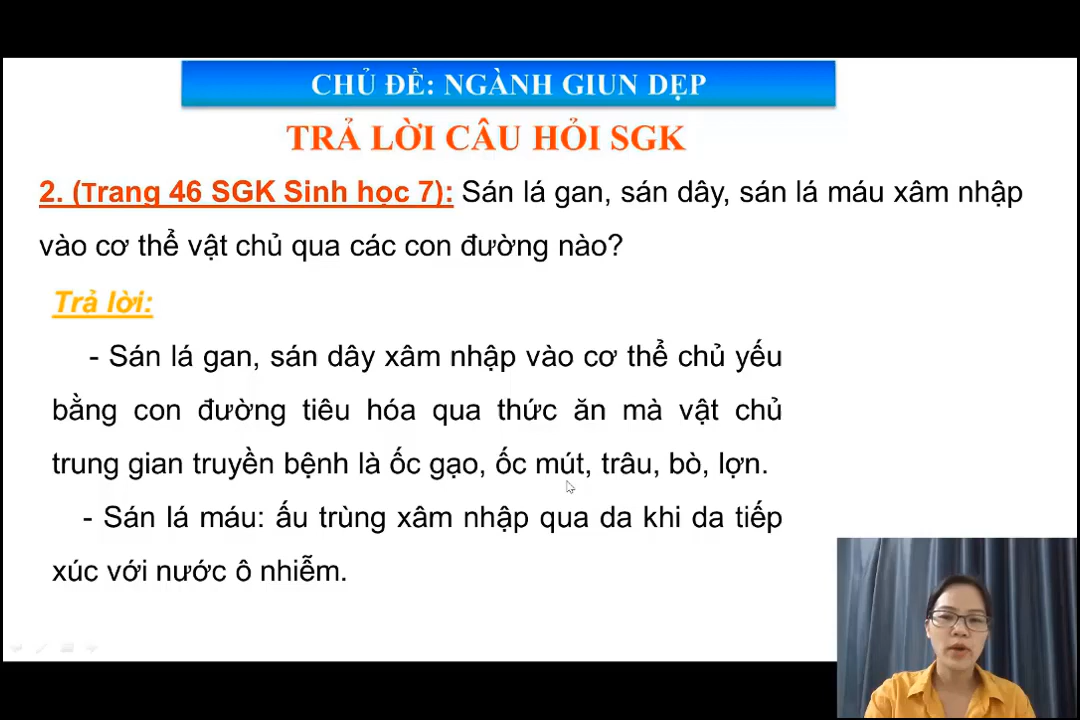 CHỦ ĐỀ: NGÀNH GIUN DẸP
TRẢ LỜI CÂU HỎI SGK
2. (Trang 46 SGK Sinh học 7): Sán lá gan, sán dây, sán lá máu xâm nhập
vào cơ thể vật chủ qua các con đường nào?
Trả lời:
- Sán lá gan, sán dây xâm nhập vào cơ thể chủ yếu
bằng con đường tiêu hóa qua thức ăn mà vật chủ
trung gian truyền bệnh là ốc gạo, ốc mút, trâu, bò, lợn.
- Sán lá máu: ấu trùng xâm nhập qua da khi da tiếp
xúc với nước ô nhiễm.